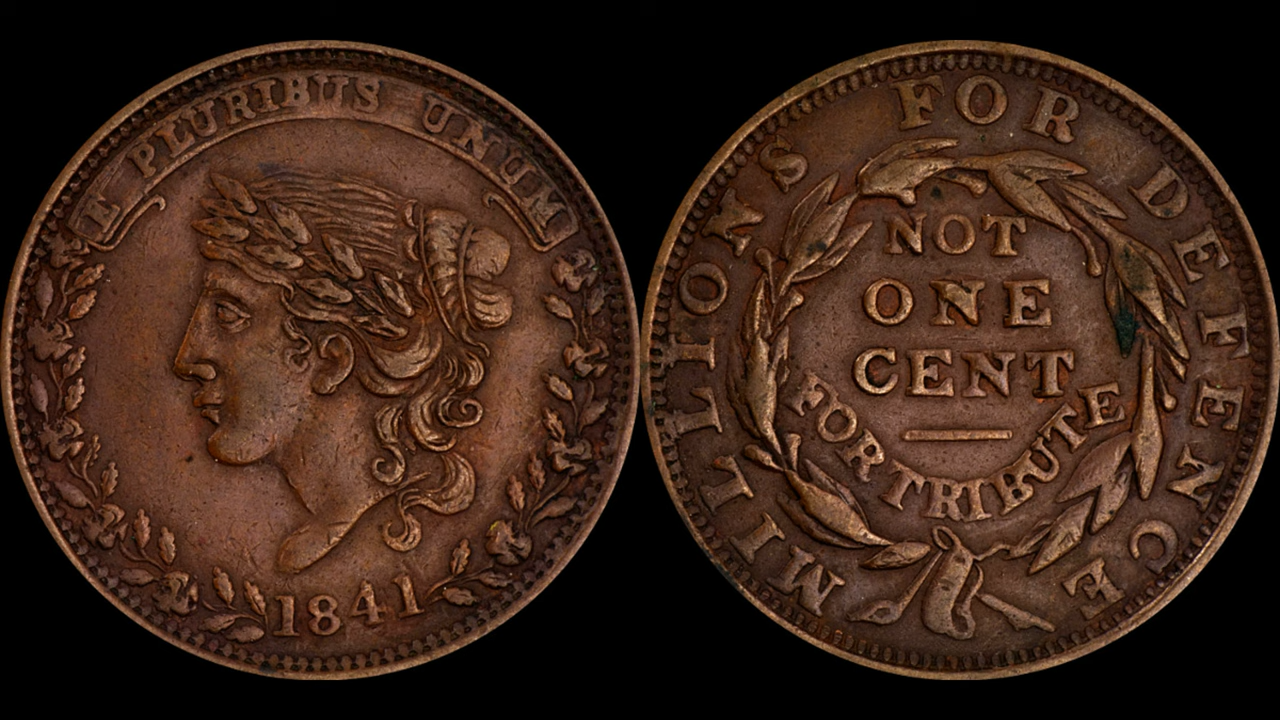 E PLURIBUS UNUM
1841
MILLIONS FOR DEFENCE
NOT
ONE
CENT
FOR TRIBUTE